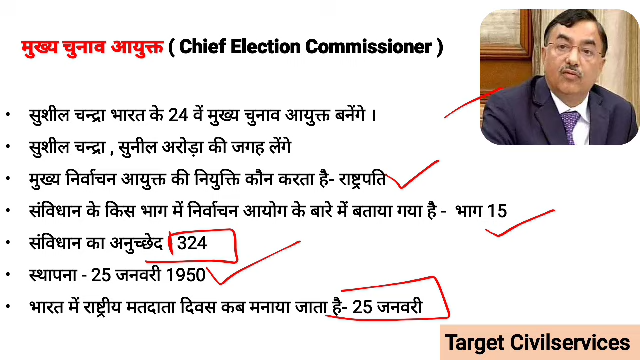 मुख्य चुनाव आयुक्त ( Chief Election Commissioner )
• सुशील चन्द्रा भारत के 24 वें मुख्य चुनाव आयुक्त बनेंगे ।
• सुशील चन्द्रा , सुनील अरोड़ा की जगह लेंगे
• मुख्य निर्वाचन आयुक्त की नियुक्ति कौन करता है- राष्ट्रपति
• संविधान के किस भाग में निर्वाचन आयोग के बारे में बताया गया है - भाग 15
• संविधान का अनुच्छेद 324
• स्थापना - 25 जनवरी 1950
• भारत में राष्ट्रीय मतदाता दिवस कब मनाया जाता है- 25 जनवरी
Target Civilservices